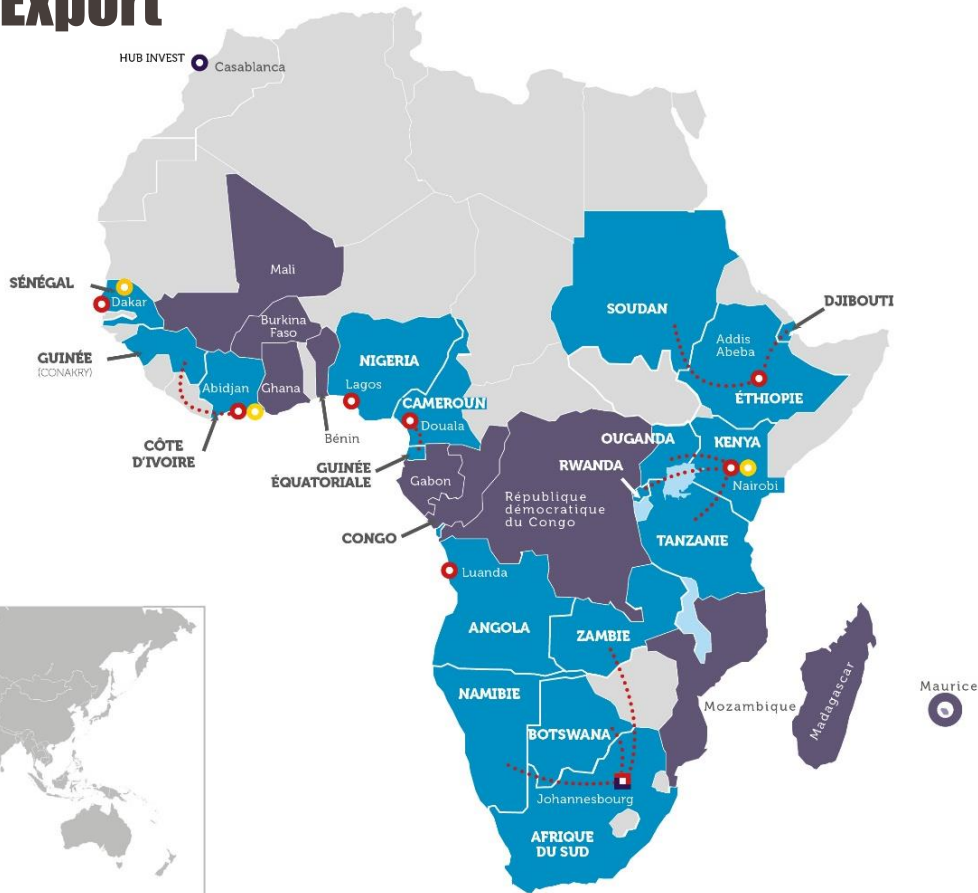 Export
HUB INVEST
Casablanca
Mali
SÉNÉGAL
Dakar
SOUDAN
DJIBOUTI
Burkina
Faso
Addis
Abeba
GUINÉE
(CONAKRY)
NIGERIA
Abidjan
Ghana
Lagos
ÉTHIOPIE
CAMEROUN
Douala
CÔTE
D'IVOIRE
Bénin
OUGANDA
KENYA
GUINÉE
ÉQUATORIALE
RWANDA
Gabon
Nairobi
République
démocratique
du Congo
CONGO
TANZANIE
Luanda
ANGOLA
ZAMBIE
Maurice
NAMIBIE
Mozambique
Madagascar
BOTSWANA
Johannesbourg
AFRIQUE
DU SUD